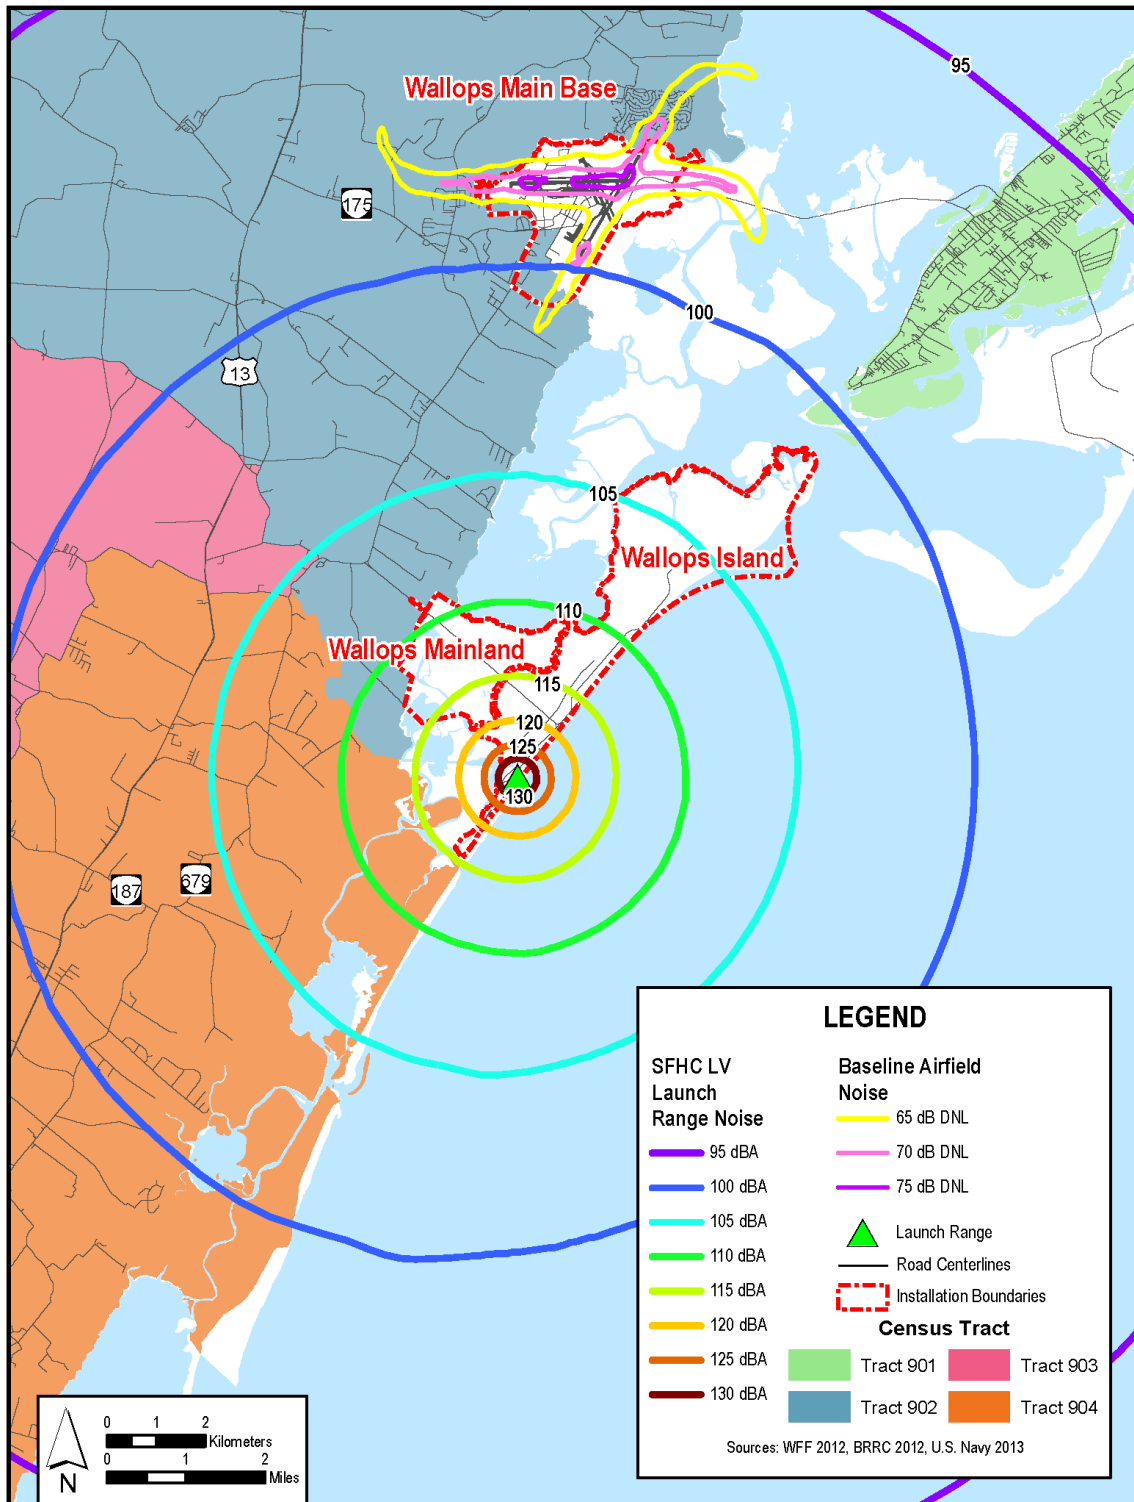 95
Wallops Main Base
175
100
13
105
Wallops Island
110
Wallops Mainland
115
120
125
130
187
679
LEGEND
SFHC LV
Launch
Range Noise
95 dBA
100 dBA
105 dBA
110 dBA
115 dBA
120 dBA
125 dBA
130 dBA
Baseline Airfield
Noise
65 dB DNL
70 dB DNL
75 dB DNL
Launch Range
Road Centerlines
Installation Boundaries
Census Tract
Tract 901
Tract 903
Tract 902
Tract 904
Sources: WFF 2012, BRRC 2012, U.S. Navy 2013
N
0 1 2
Kilometers
0 1 2
Miles